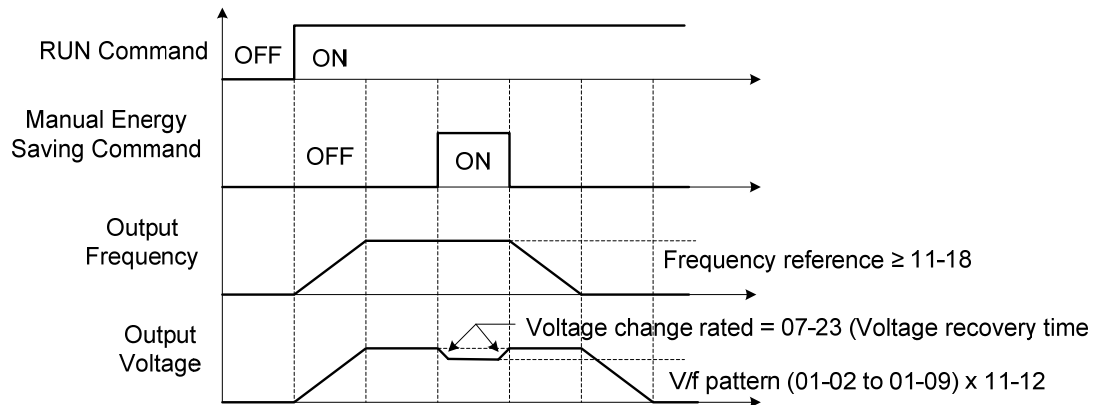 RUN Command
OFF
ON
Manual Energy
Saving Command
OFF
ON
Output
Frequency
Frequency reference ≥ 11-18
Output
Voltage
Voltage change rated = 07-23 (Voltage recovery time
V/f pattern (01-02 to 01-09) x 11-12